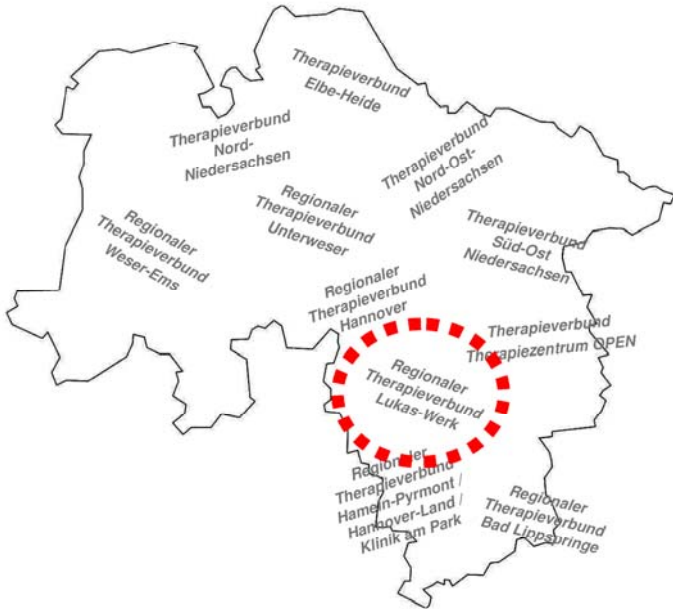 Therapieverbund
Elbe-Heide
Therapieverbund
Nord-
Niedersachsen
Therapieverbund
Nord-Ost-
Niedersachsen
Regionaler
Therapieverbund
Unterweser
Regionaler
Therapieverbund
Weser-Ems
Therapieverbund
Süd-Ost
Niedersachsen
Regionaler
Therapieverbund
Hannover
Therapieverbund
Therapiezentrum OPEN
Regionaler
Therapieverbund
Lukas-Werk
Regionaler
Therapieverbund
Hameln-Pyrmont /
Hannover-Land /
Klinik am Park
Regionaler
Therapieverbund
Bad Lippspringe